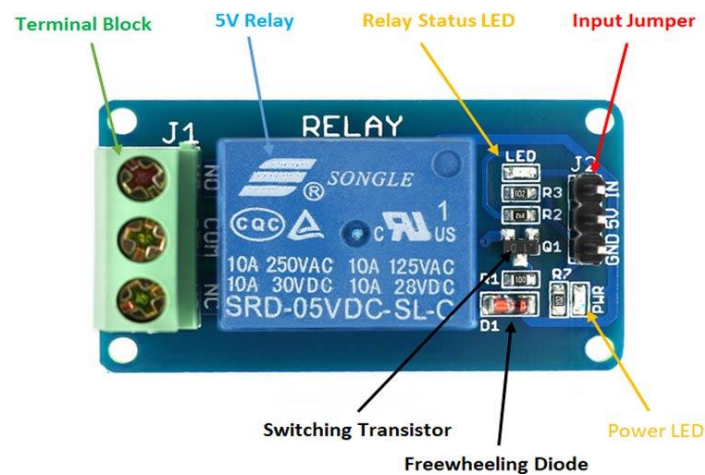 Terminal Block
5V Relay
Relay Status LED
Input Jumper
J1
RELAY
NO
COM
NC
SONGLE
®
CQC
c RU US
1
10A 250VAC 10A 125VAC
10A 30VDC 10A 28VDC
SRD-05VDC-SL-C
LED
R3
R2
Q1
R1
D1
R7
PWR
IN
5V
GND
Switching Transistor
Power LED
Freewheeling Diode